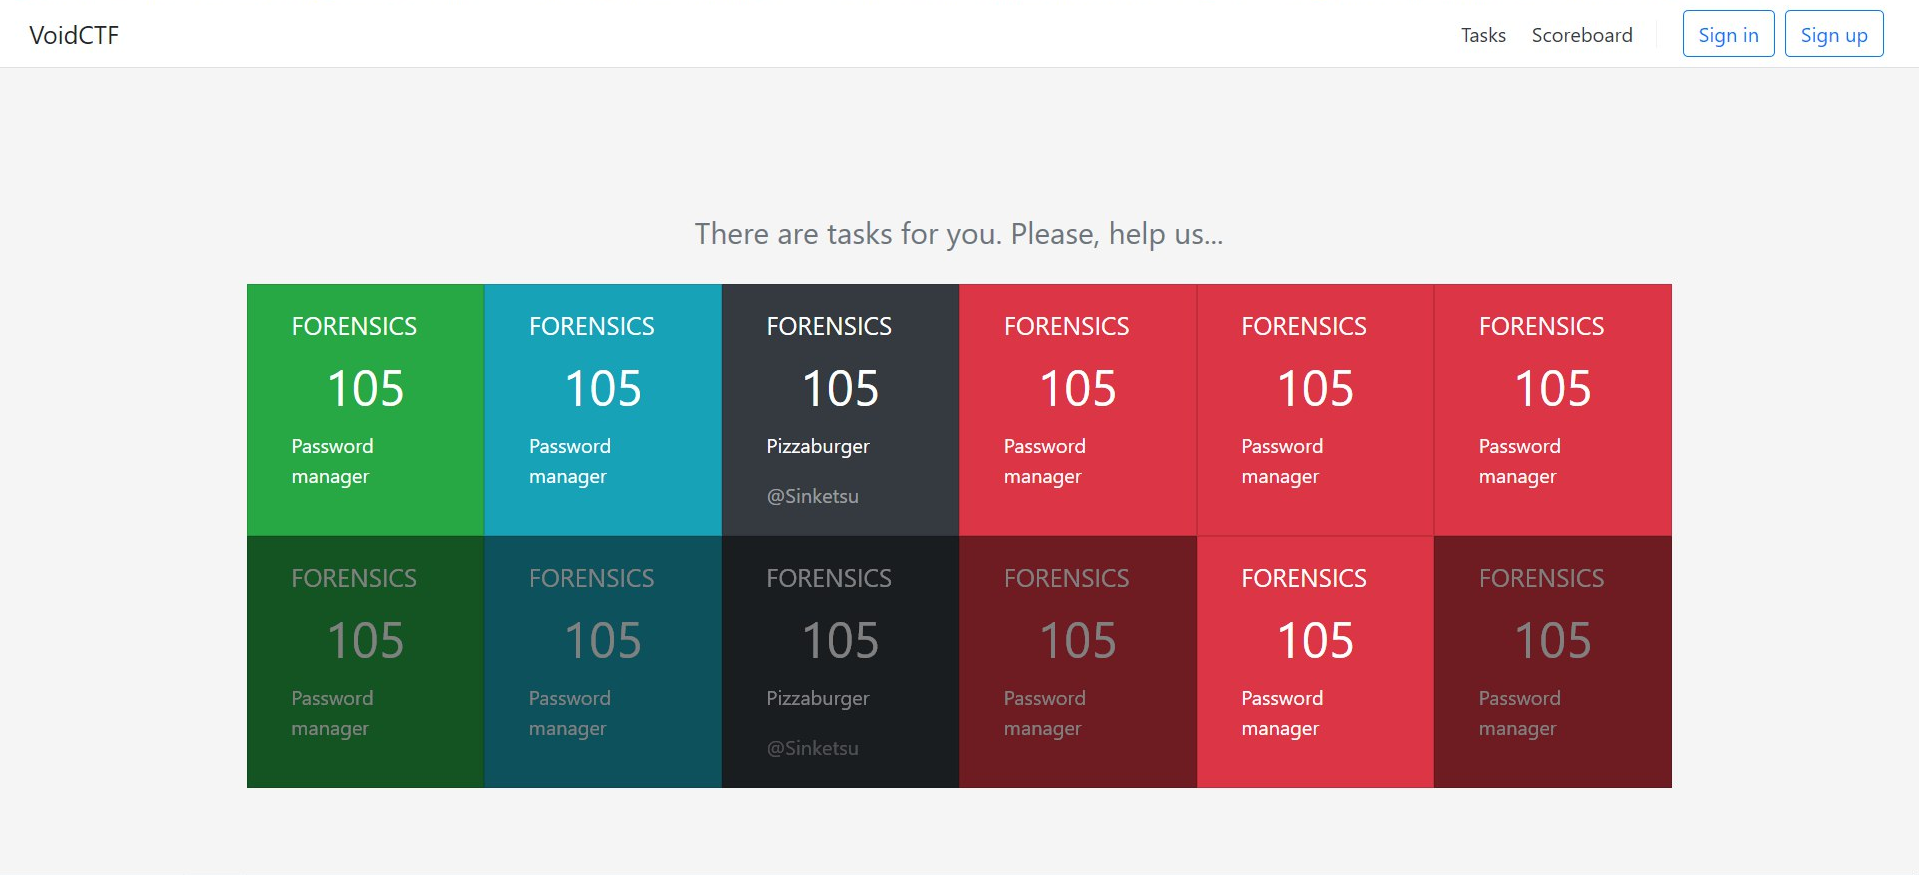 VoidCTF
Tasks
Scoreboard
Sign in
Sign up
There are tasks for you. Please, help us...
FORENSICS
105
Password
manager
FORENSICS
105
Password
manager
FORENSICS
105
Pizzaburger
@Sinketsu
FORENSICS
105
Password
manager
FORENSICS
105
Password
manager
FORENSICS
105
Password
manager
FORENSICS
105
Password
manager
FORENSICS
105
Password
manager
FORENSICS
105
Pizzaburger
@Sinketsu
FORENSICS
105
Password
manager
FORENSICS
105
Password
manager
FORENSICS
105
Password
manager